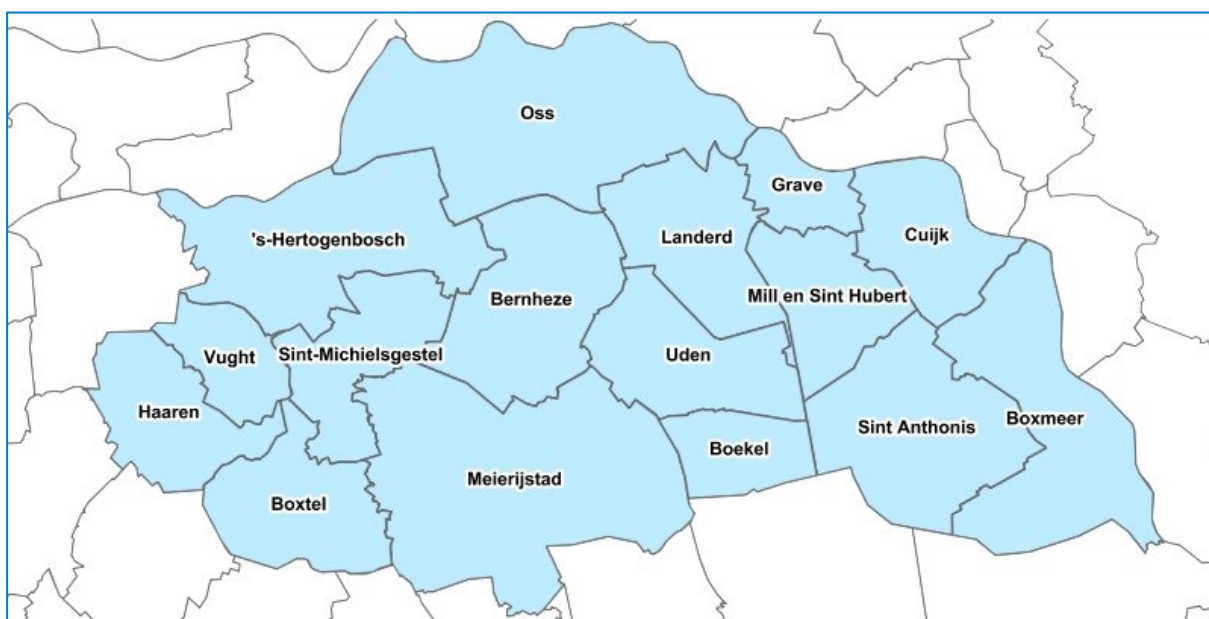 Oss
Grave
's-Hertogenbosch
Landerd
Cuijk
Bernheze
Mill en Sint Hubert
Vught
Sint-Michielsgestel
Uden
Haaren
Sint Anthonis
Boxmeer
Boekel
Meierijstad
Boxtel